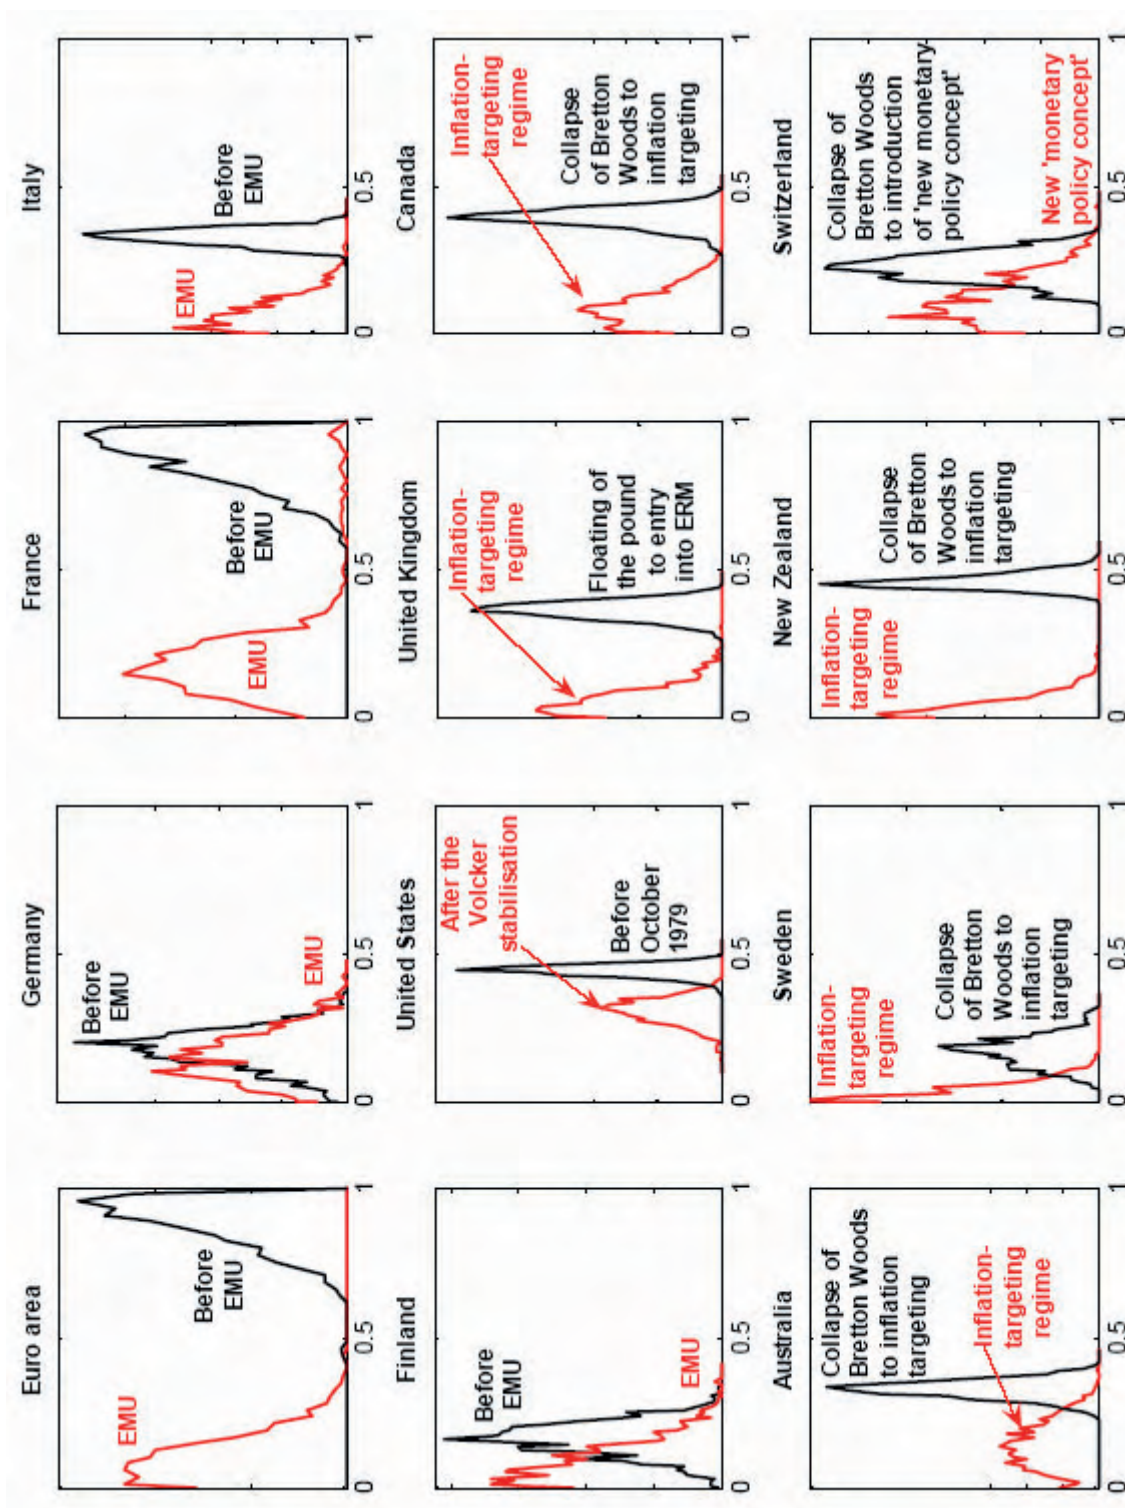 Euro area
EMU
Before
EMU
0
0.5
1
Germany
Before
EMU
EMU
0
0.5
1
France
EMU
Before
EMU
0
0.5
1
Italy
EMU
Before
EMU
0
0.5
1
Finland
Before
EMU
EMU
0
0.5
1
United States
After the
Volcker
stabilisation
Before
October
1979
0
0.5
1
United Kingdom
Inflation-
targeting
regime
Floating of
the pound
to entry
into ERM
0
0.5
1
Canada
Inflation-
targeting
regime
Collapse
of Bretton
Woods to
inflation
targeting
0
0.5
1
Australia
Collapse of
Bretton Woods
to inflation
targeting
Inflation-
targeting
regime
0
0.5
1
Sweden
Inflation-
targeting
regime
Collapse
of Bretton
Woods to
inflation
targeting
0
0.5
1
New Zealand
Inflation-
targeting
regime
Collapse
of Bretton
Woods to
inflation
targeting
0
0.5
1
Switzerland
Collapse of
Bretton Woods
to introduction
of 'new monetary
policy concept'
New 'monetary
policy concept'
0
0.5
1